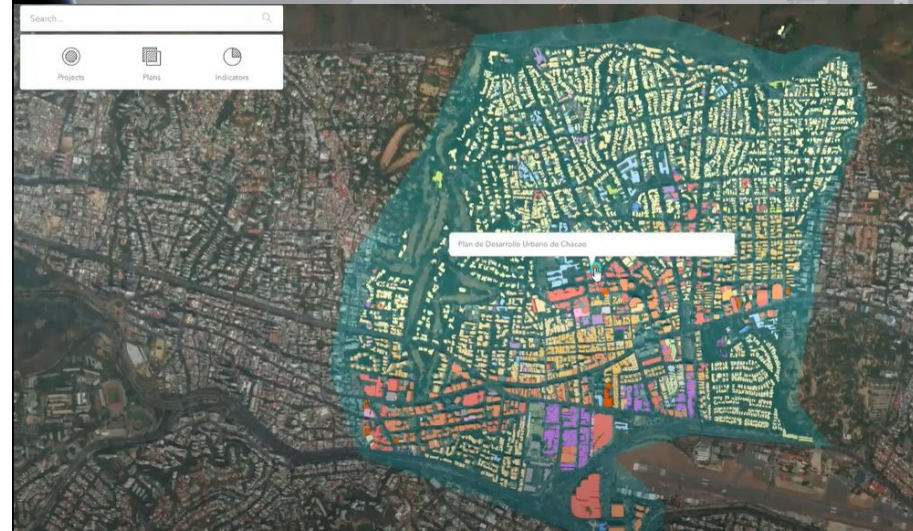 Search...
Projects
Plans
Indicators
Plan de Desarrollo Urbano de Chacao